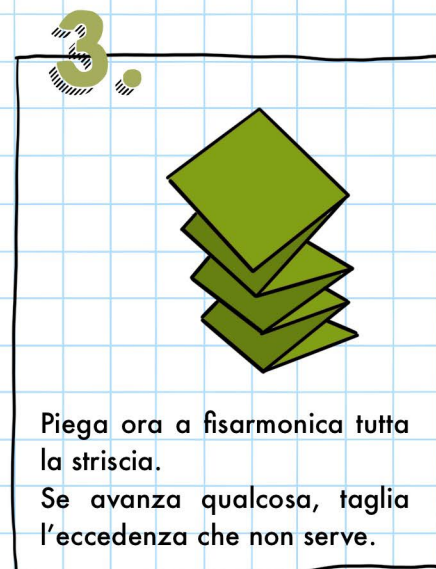 3.
Piega ora a fisarmonica tutta
la striscia.
Se avanza qualcosa, taglia
l'eccedenza che non serve.